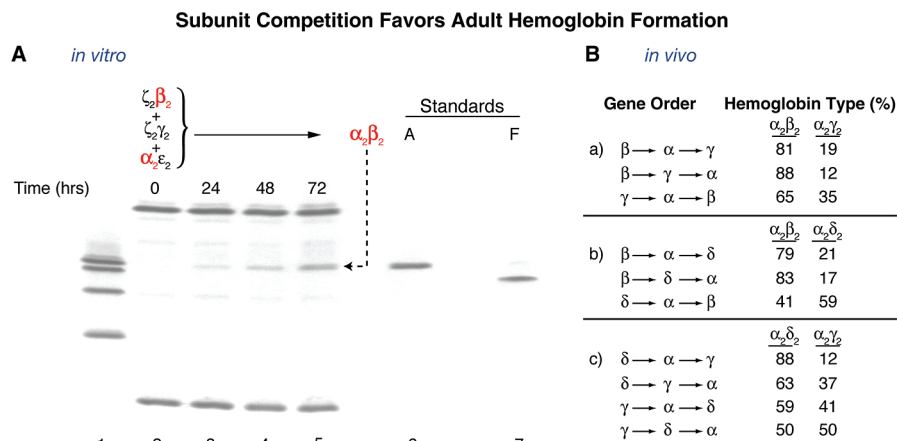 Subunit Competition Favors Adult Hemoglobin Formation
A in vitro
ζ₂β₂
+
ζ₂γ₂
+
α₂ε₂
α₂β₂
Standards
A F
Time (hrs) 0 24 48 72
B in vivo
Gene Order Hemoglobin Type (%)
α₂β₂ α₂γ₂
a) β → α → γ 81 19
β → γ → α 88 12
γ → α → β 65 35
α₂β₂ α₂δ₂
b) β → α → δ 79 21
β → δ → α 83 17
δ → α → β 41 59
α₂δ₂ α₂γ₂
c) δ → α → γ 88 12
δ → γ → α 63 37
γ → α → δ 59 41
γ → δ → α 50 50